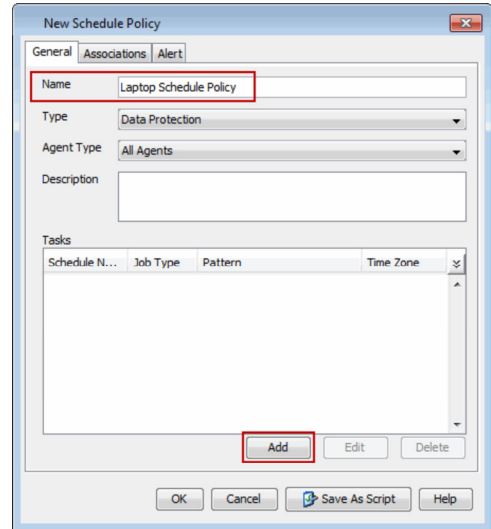 New Schedule Policy
General Associations Alert
Name Laptop Schedule Policy
Type Data Protection
Agent Type All Agents
Description
Tasks
Schedule N... Job Type Pattern Time Zone
Add Edit Delete
OK Cancel Save As Script Help